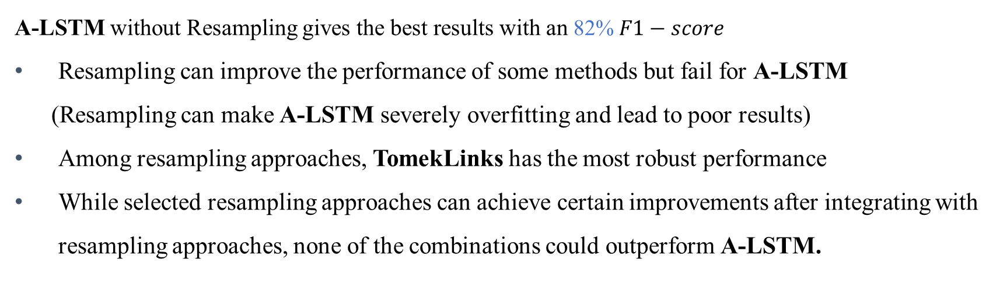 A-LSTM without Resampling gives the best results with an 82% F1 − score
• Resampling can improve the performance of some methods but fail for A-LSTM
(Resampling can make A-LSTM severely overfitting and lead to poor results)
• Among resampling approaches, TomekLinks has the most robust performance
• While selected resampling approaches can achieve certain improvements after integrating with
resampling approaches, none of the combinations could outperform A-LSTM.